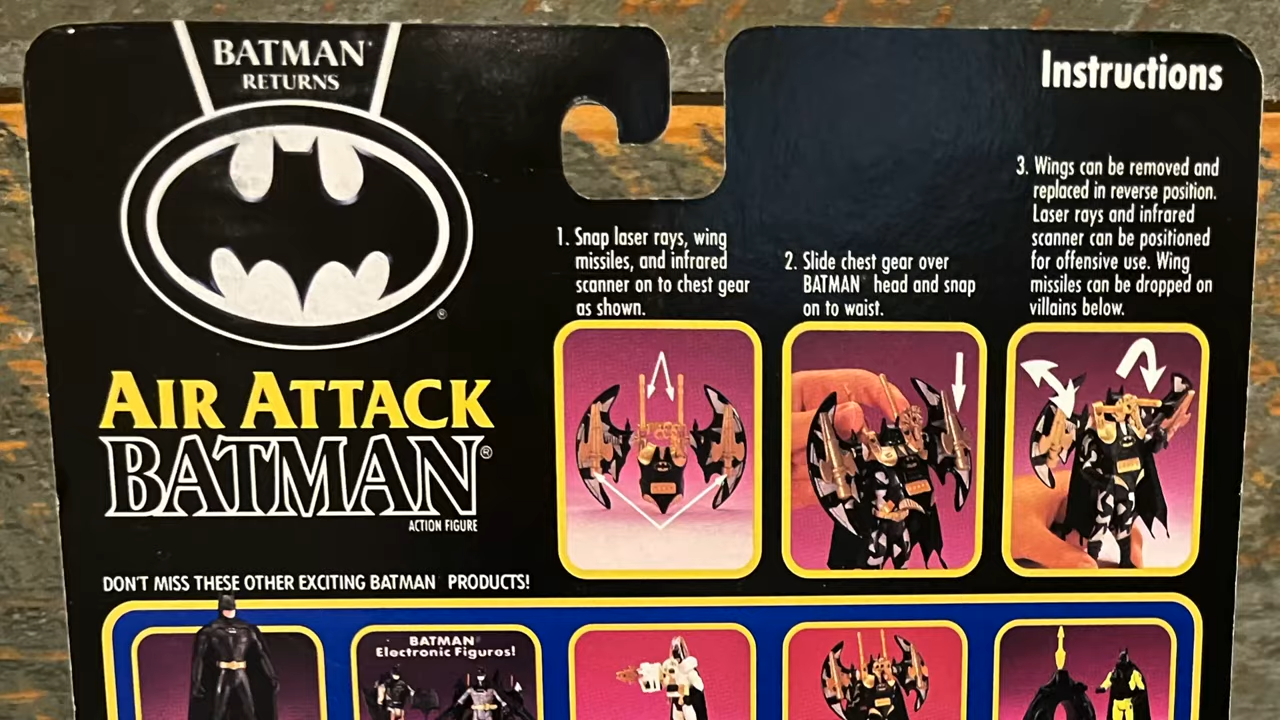 BATMAN
RETURNS
®
AIR ATTACK
BATMAN®
ACTION FIGURE
Instructions
1. Snap laser rays, wing
missiles, and infrared
scanner on to chest gear
as shown.
2. Slide chest gear over
BATMAN head and snap
on to waist.
3. Wings can be removed and
replaced in reverse position.
Laser rays and infrared
scanner can be positioned
for offensive use. Wing
missiles can be dropped on
villains below.
DON'T MISS THESE OTHER EXCITING BATMAN PRODUCTS!
BATMAN
Electronic Figures!